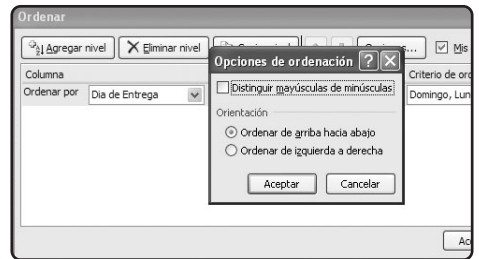 Ordenar
Agregar nivel Eliminar nivel
Mis
Opciones de ordenación
Columna
Criterio de ord
Ordenar por Dia de Entrega
Domingo, Lun
Distinguir mayúsculas de minúsculas
Orientación
Ordenar de arriba hacia abajo
Ordenar de izquierda a derecha
Aceptar Cancelar
Ac